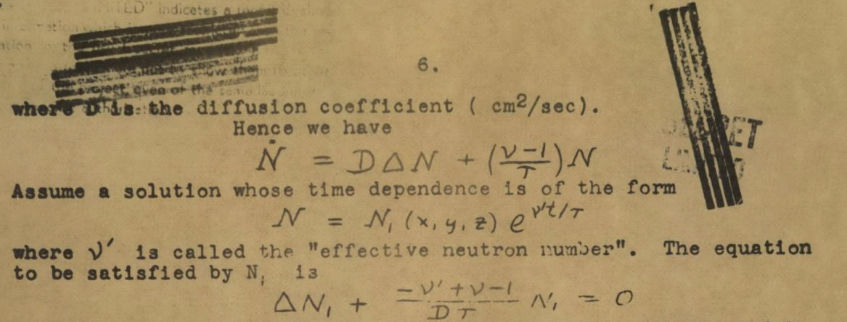 LIMITED" indicates a
6.
where D is the diffusion coefficient ( cm²/sec).
Hence we have
Ṅ = DΔN + (ν-1/τ)N
Assume a solution whose time dependence is of the form
N = N₁ (x, y, z) e^ν't/τ
where ν' is called the "effective neutron number". The equation
to be satisfied by N₁ is
ΔN₁ + -ν'+ν-1/Dτ N₁ = 0